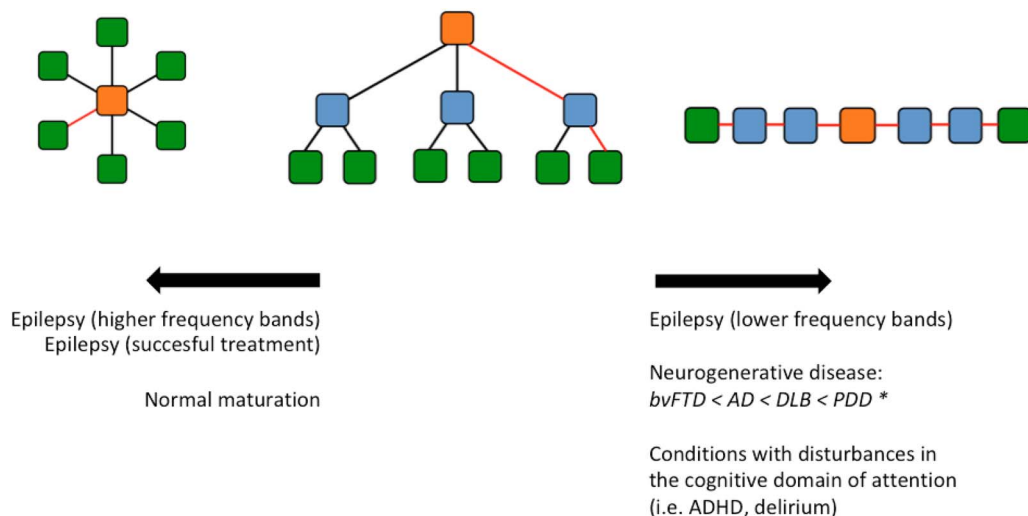 Epilepsy (higher frequency bands)
Epilepsy (succesful treatment)
Normal maturation
Epilepsy (lower frequency bands)
Neurogenerative disease:
bvFTD < AD < DLB < PDD *
Conditions with disturbances in
the cognitive domain of attention
(i.e. ADHD, delirium)